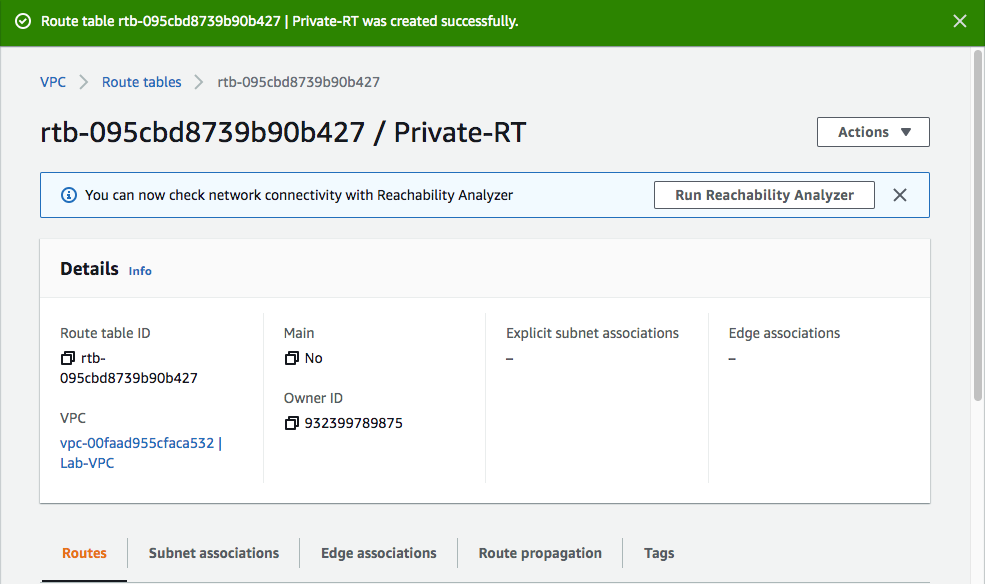 Route table rtb-095cbd8739b90b427 | Private-RT was created successfully.
VPC > Route tables > rtb-095cbd8739b90b427
rtb-095cbd8739b90b427 / Private-RT
Actions
You can now check network connectivity with Reachability Analyzer
Run Reachability Analyzer
Details Info
Route table ID
rtb-
095cbd8739b90b427
VPC
vpc-00faad955cfaca532 |
Lab-VPC
Main
No
Owner ID
932399789875
Explicit subnet associations
–
Edge associations
–
Routes
Subnet associations
Edge associations
Route propagation
Tags